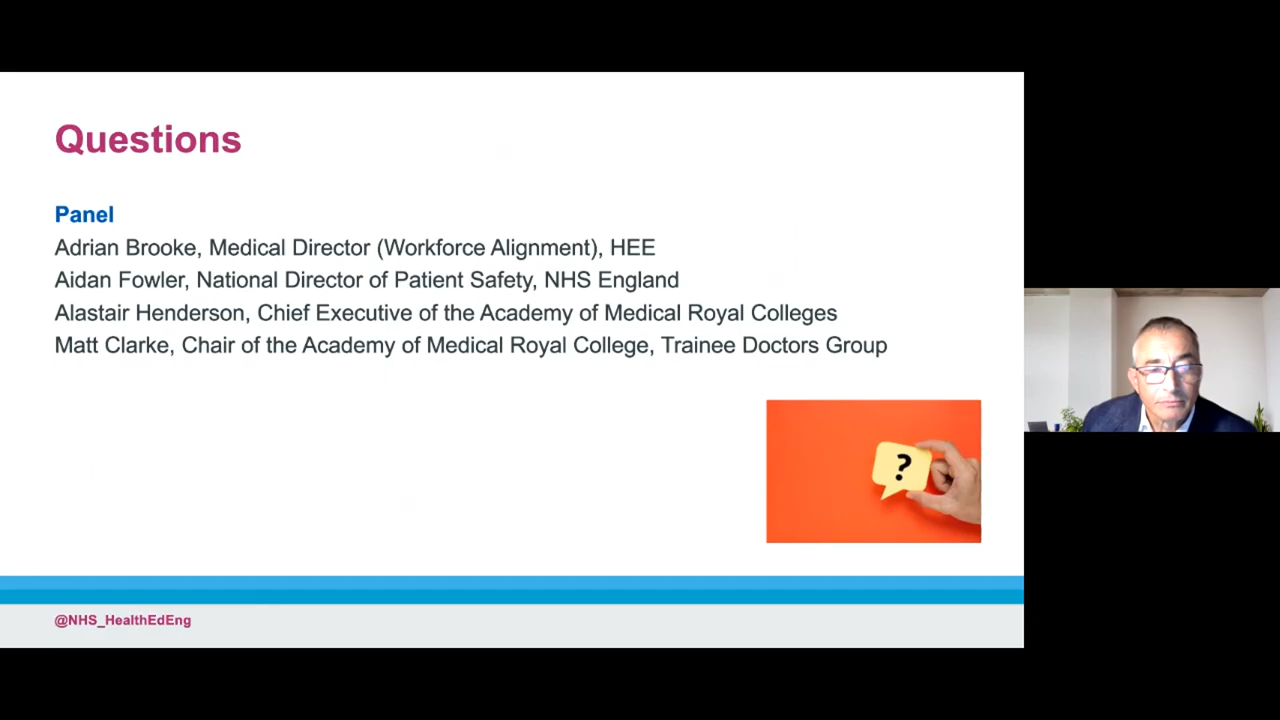 Questions
Panel
Adrian Brooke, Medical Director (Workforce Alignment), HEE
Aidan Fowler, National Director of Patient Safety, NHS England
Alastair Henderson, Chief Executive of the Academy of Medical Royal Colleges
Matt Clarke, Chair of the Academy of Medical Royal College, Trainee Doctors Group
?
@NHS_HealthEdEng